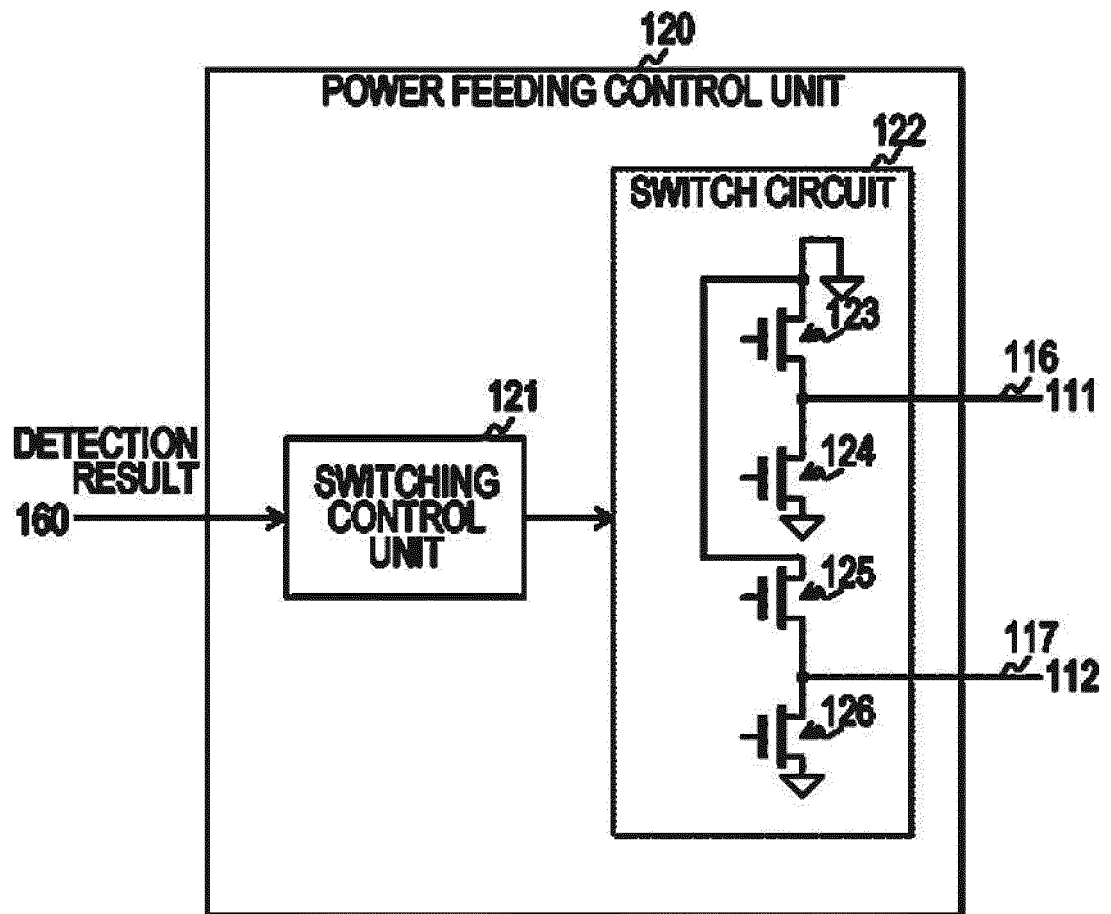 120
POWER FEEDING CONTROL UNIT
122
SWITCH CIRCUIT
123
116
111
121
DETECTION
RESULT
160
SWITCHING
CONTROL
UNIT
124
125
117
112
126